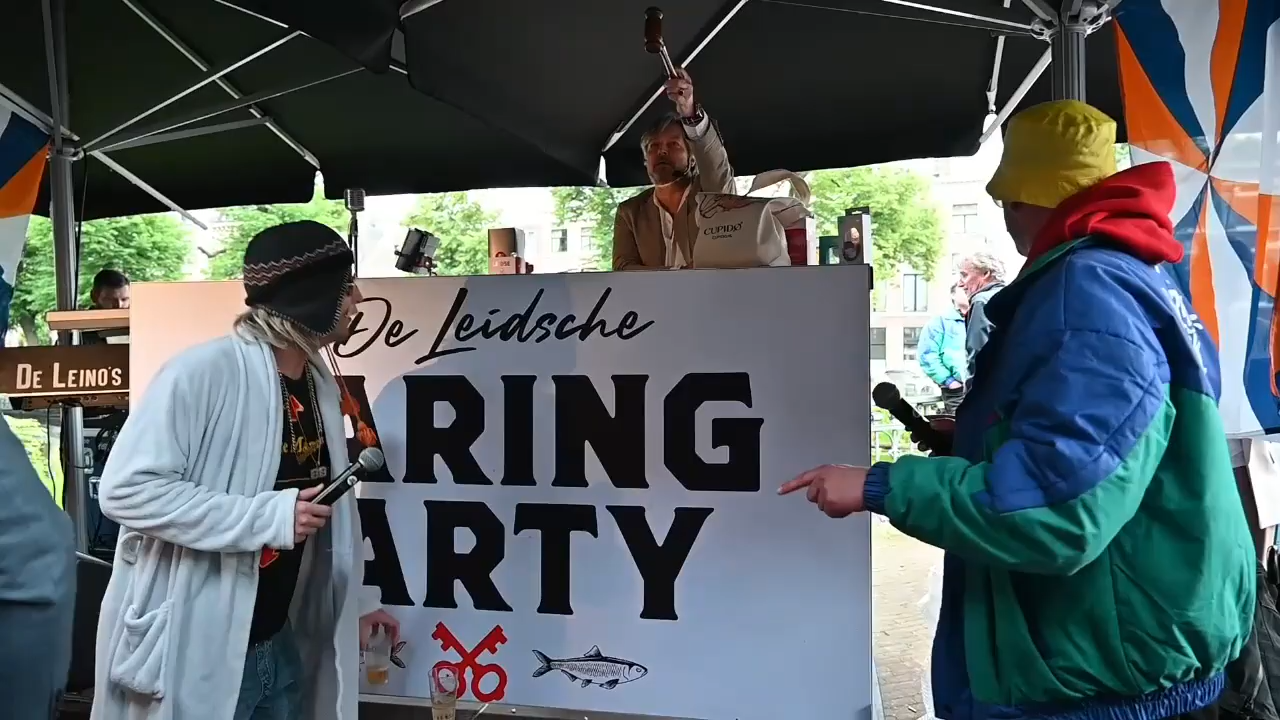 CUPIDO
De Leidsche
DE LEINO'S
ARING
ARTY